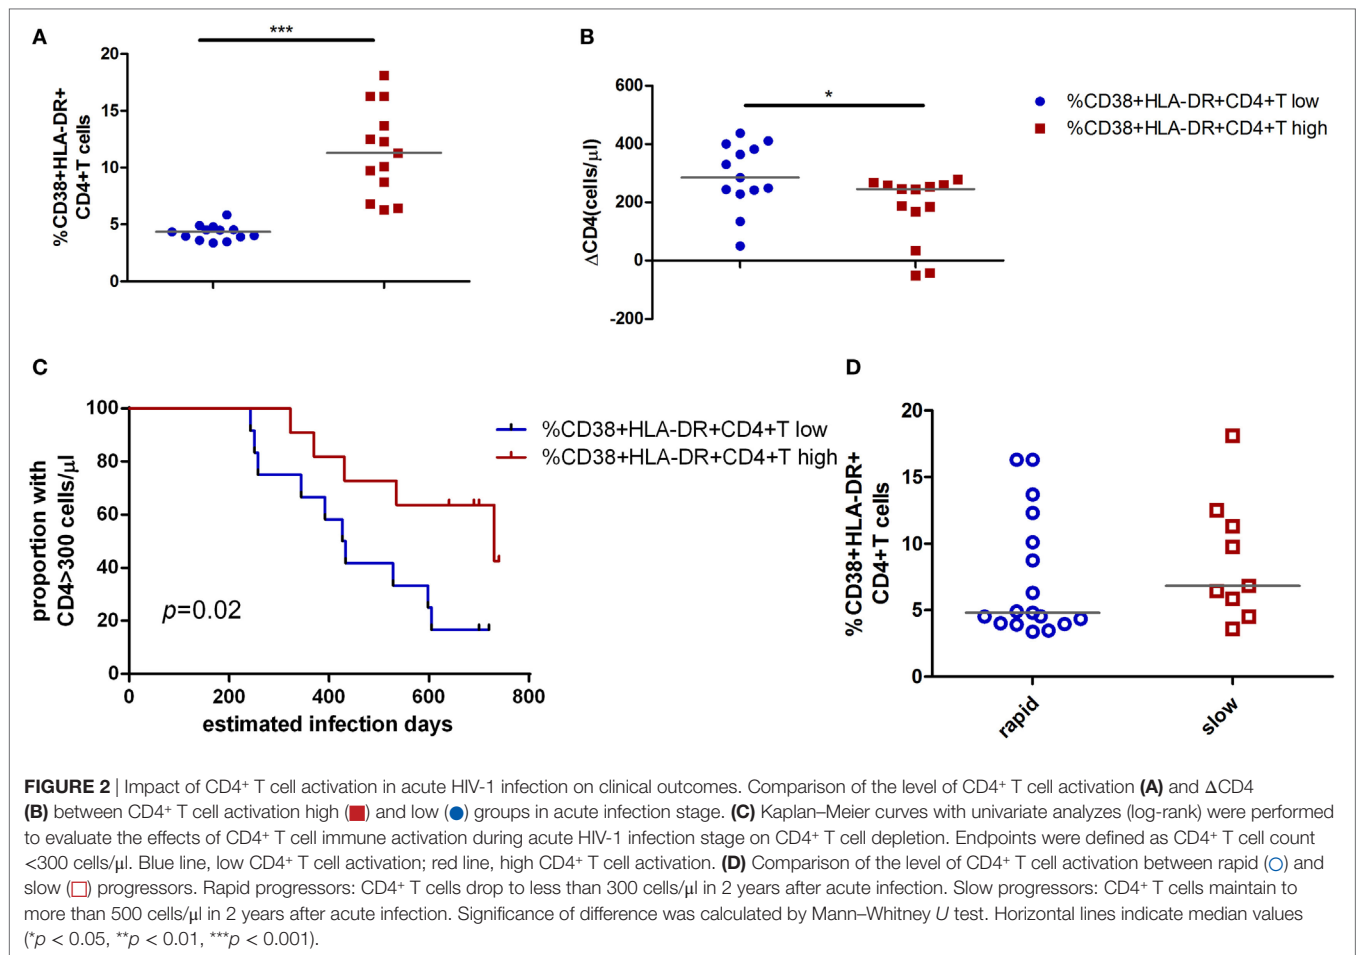 A
***
%CD38+HLA-DR+
CD4+T cells
20
15
10
5
0
B
*
ΔCD4(cells/µl)
600
400
200
0
-200
%CD38+HLA-DR+CD4+T low
%CD38+HLA-DR+CD4+T high
C
proportion with
CD4>300 cells/µl
100
80
60
40
20
0
p=0.02
0 200 400 600 800
estimated infection days
%CD38+HLA-DR+CD4+T low
%CD38+HLA-DR+CD4+T high
D
%CD38+HLA-DR+
CD4+T cells
20
15
10
5
0
rapid
slow
FIGURE 2 | Impact of CD4⁺ T cell activation in acute HIV-1 infection on clinical outcomes. Comparison of the level of CD4⁺ T cell activation (A) and ΔCD4
(B) between CD4⁺ T cell activation high (■) and low (●) groups in acute infection stage. (C) Kaplan–Meier curves with univariate analyzes (log-rank) were performed
to evaluate the effects of CD4⁺ T cell immune activation during acute HIV-1 infection stage on CD4⁺ T cell depletion. Endpoints were defined as CD4⁺ T cell count
<300 cells/µl. Blue line, low CD4⁺ T cell activation; red line, high CD4⁺ T cell activation. (D) Comparison of the level of CD4⁺ T cell activation between rapid (○) and
slow (□) progressors. Rapid progressors: CD4⁺ T cells drop to less than 300 cells/µl in 2 years after acute infection. Slow progressors: CD4⁺ T cells maintain to
more than 500 cells/µl in 2 years after acute infection. Significance of difference was calculated by Mann–Whitney U test. Horizontal lines indicate median values
(*p < 0.05, **p < 0.01, ***p < 0.001).